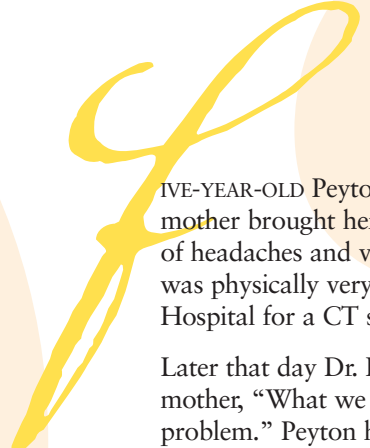 fIVE-YEAR-OLD Peyto
mother brought her
of headaches and v
was physically very
Hospital for a CT s
Later that day Dr.
mother, “What we
problem.” Peyton h